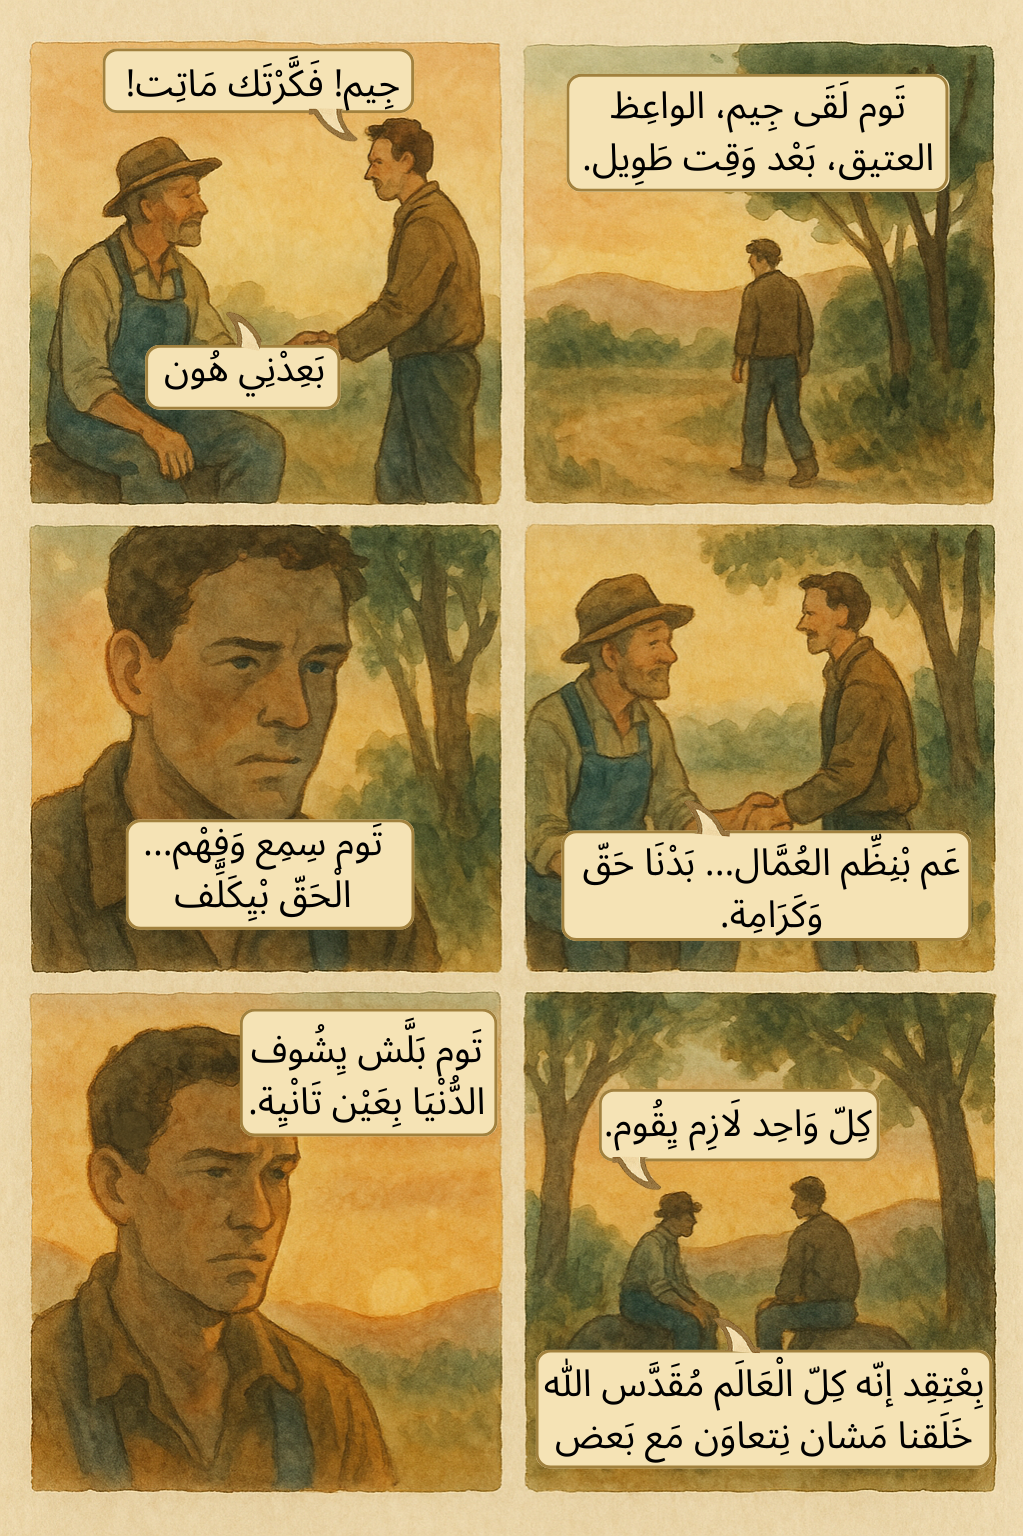 تَوم لَقَى جِيم، الواعِظ
العتيق، بَعْد وَقِت طَوِيل.
جِيم! فَكَّرْتَك مَاتِت!
بَعِدْنِي هُون
عَم بْنِظِّم العُمَّال... بَدْنَا حَقّ
وَكَرَامِة.
تَوم سِمِع وَفِهْم...
الْحَقّ بْيِكَلِّف
كِلّ وَاحِد لَازِم يِقُوم.
بِعْتِقِد إنّه كِلّ الْعَالَم مُقَدَّس اللّه
خَلَقنا مَشان نِتعاوَن مَع بَعض
تَوم بَلَّش يِشُوف
الدُّنْيَا بِعَيْن تَانْيِة.